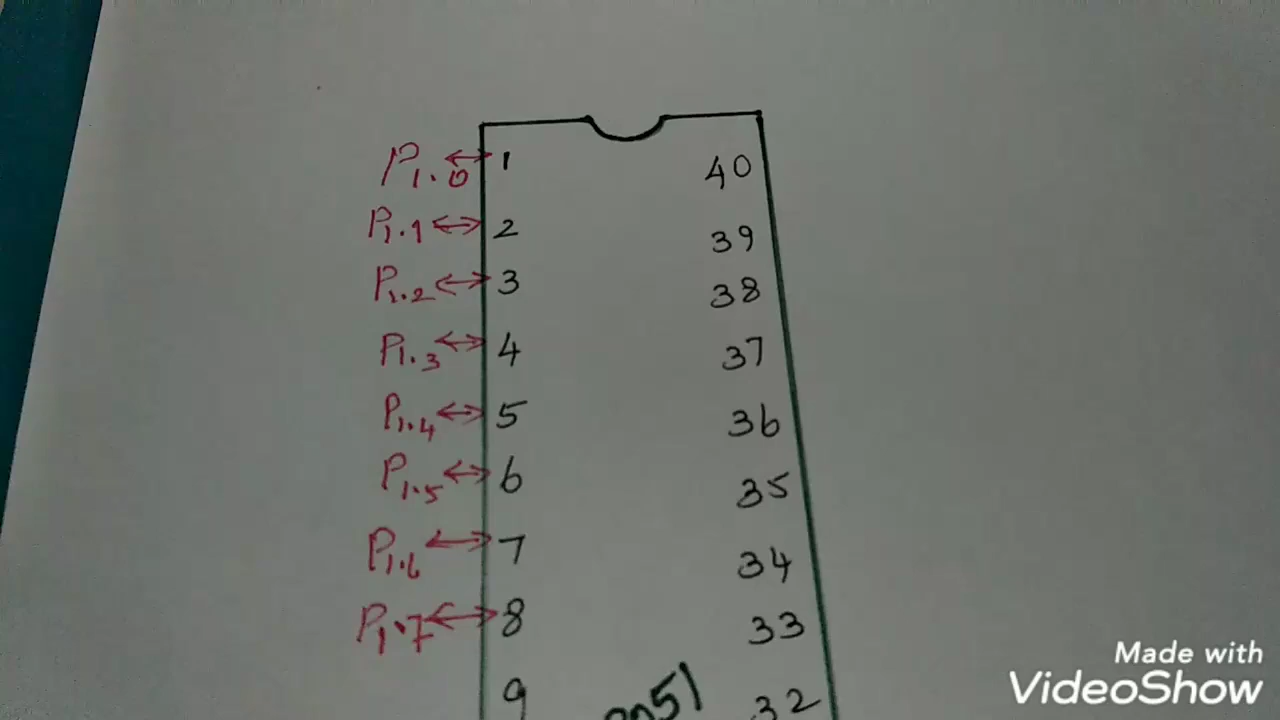 P1.0 ↔ 1 40
P1.1 ↔ 2 39
P1.2 ↔ 3 38
P1.3 ↔ 4 37
P1.4 ↔ 5 36
P1.5 ↔ 6 35
P1.6 ↔ 7 34
P1.7 ↔ 8 33
9 32
Made with
VideoShow